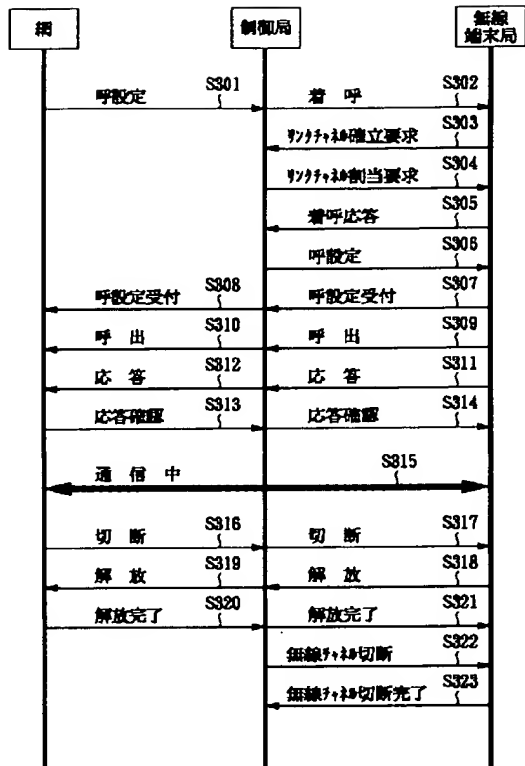 網
制御局
無線
端末局
S301
呼設定
S302
着 呼
S303
リンクチャネル確立要求
S304
リンクチャネル割当要求
S305
着呼応答
S306
呼設定
S308
呼設定受付
S307
呼設定受付
S310
呼 出
S309
呼 出
S312
応 答
S311
応 答
S313
応答確認
S314
応答確認
S315
通 信 中
S316
切 断
S317
切 断
S319
解 放
S318
解 放
S320
解放完了
S321
解放完了
S322
無線チャネル切断
S323
無線チャネル切断完了